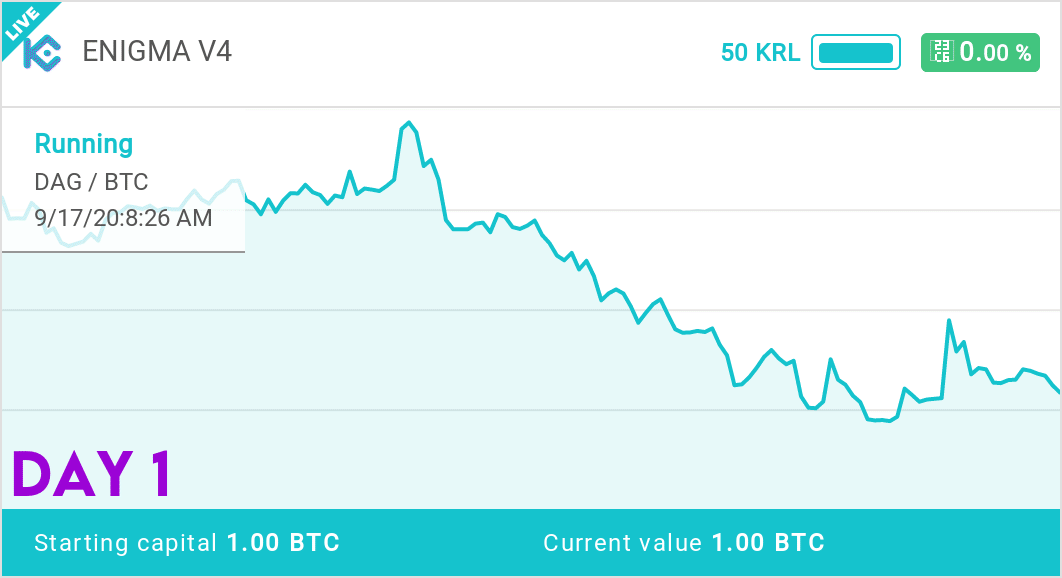 LIVE
ENIGMA V4
50 KRL
0.00 %
Running
DAG / BTC
9/17/20:8:26 AM
DAY 1
Starting capital 1.00 BTC
Current value 1.00 BTC